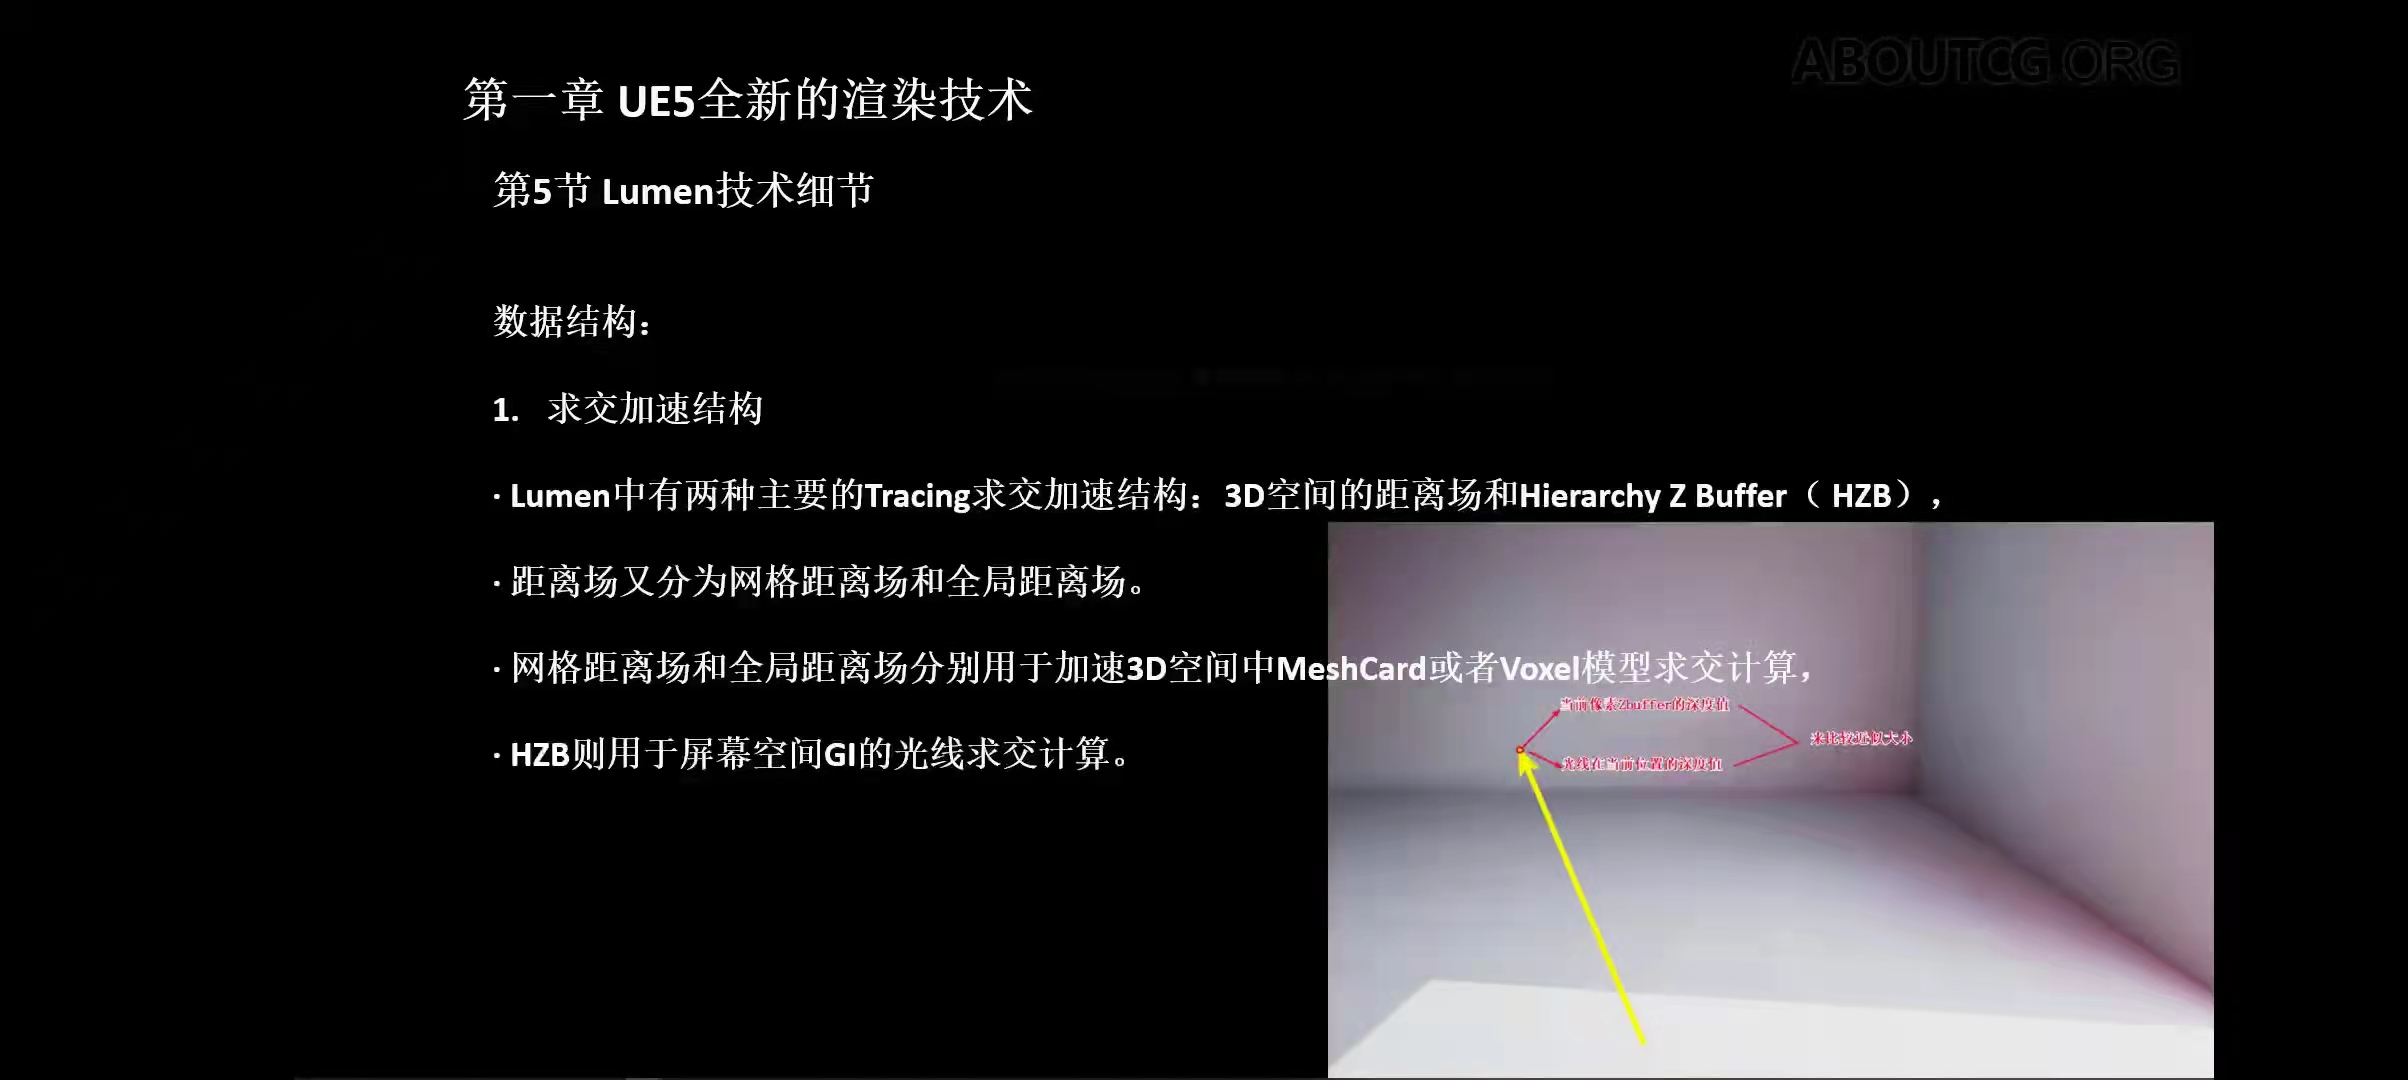 ABOUTCG.ORG
第一章 UE5全新的渲染技术
第5节 Lumen技术细节
数据结构：
1. 求交加速结构
· Lumen中有两种主要的Tracing求交加速结构：3D空间的距离场和Hierarchy Z Buffer（ HZB），
· 距离场又分为网格距离场和全局距离场。
· 网格距离场和全局距离场分别用于加速3D空间中MeshCard或者Voxel模型求交计算，
· HZB则用于屏幕空间GI的光线求交计算。
当前像素Zbuffer的深度值
来比较近似大小
光线在当前位置的深度值